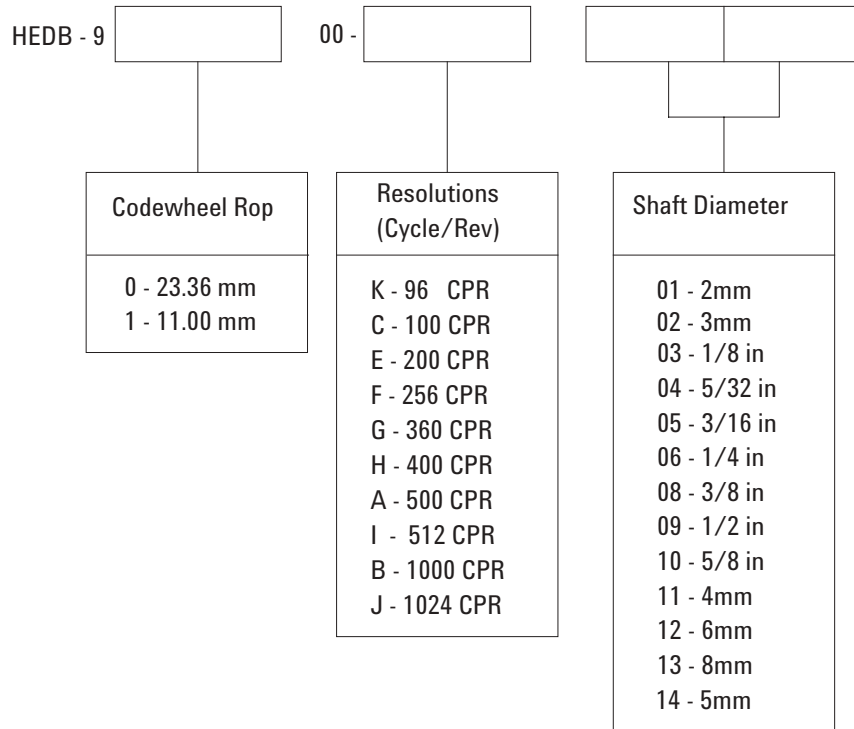 HEDB - 9 00 -
Codewheel Rop
0 - 23.36 mm
1 - 11.00 mm
Resolutions
(Cycle/Rev)
K - 96 CPR
C - 100 CPR
E - 200 CPR
F - 256 CPR
G - 360 CPR
H - 400 CPR
A - 500 CPR
I - 512 CPR
B - 1000 CPR
J - 1024 CPR
Shaft Diameter
01 - 2mm
02 - 3mm
03 - 1/8 in
04 - 5/32 in
05 - 3/16 in
06 - 1/4 in
08 - 3/8 in
09 - 1/2 in
10 - 5/8 in
11 - 4mm
12 - 6mm
13 - 8mm
14 - 5mm